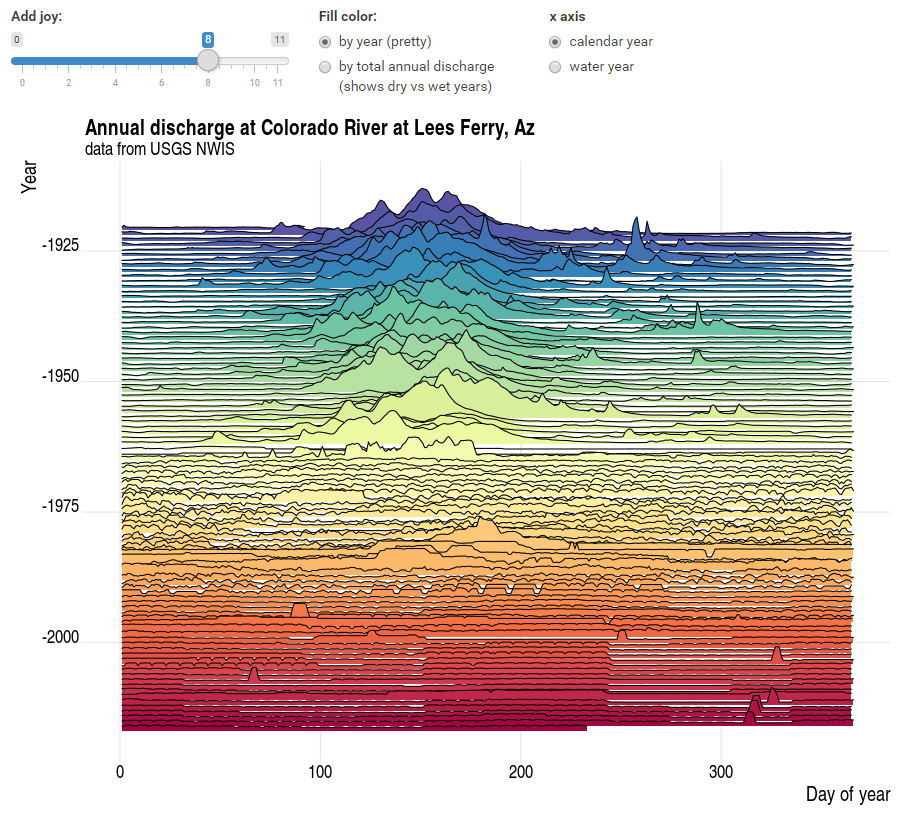 Add joy:
0 8 11
0 2 4 6 8 10 11
Fill color:
by year (pretty)
by total annual discharge
(shows dry vs wet years)
x axis
calendar year
water year
Annual discharge at Colorado River at Lees Ferry, Az
data from USGS NWIS
Year
-1925
-1950
-1975
-2000
0 100 200 300
Day of year